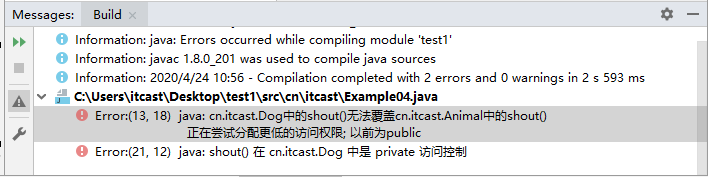 Messages: Build
Information: java: Errors occurred while compiling module 'test1'
Information: javac 1.8.0_201 was used to compile java sources
Information: 2020/4/24 10:56 - Compilation completed with 2 errors and 0 warnings in 2 s 593 ms
C:\Users\itcast\Desktop\test1\src\cn\itcast\Example04.java
Error:(13, 18) java: cn.itcast.Dog中的shout()无法覆盖cn.itcast.Animal中的shout()
正在尝试分配更低的访问权限; 以前为public
Error:(21, 12) java: shout() 在 cn.itcast.Dog 中是 private 访问控制